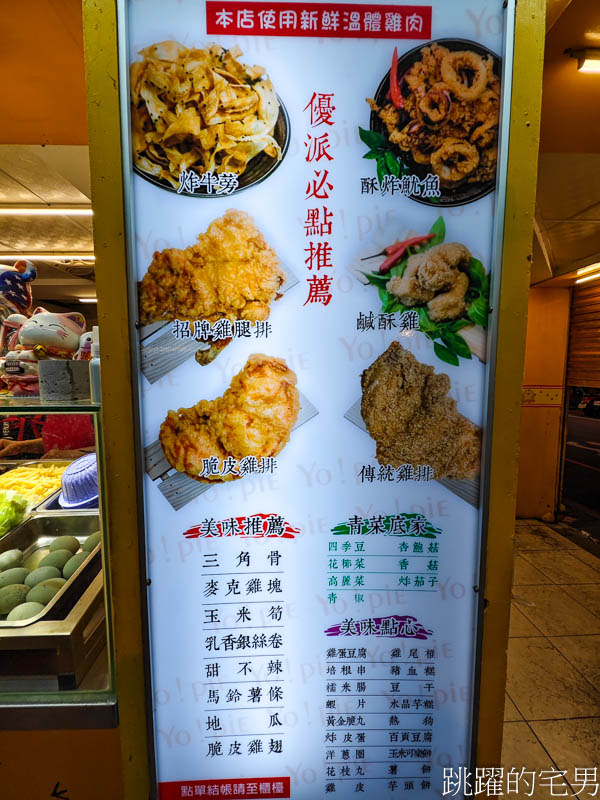 本店使用新鮮溫體雞肉
優派必點推薦
炸牛蒡
酥炸魷魚
招牌雞腿排
鹹酥雞
脆皮雞排
傳統雞排
美味推薦
三角骨
麥克雞塊
玉米筍
乳香銀絲卷
甜不辣
馬鈴薯條
地瓜
脆皮雞翅
點單結帳請至櫃檯
青菜底家
四季豆 杏鮑菇
花椰菜 香菇
高麗菜 炸茄子
青椒
美味點心
雞蛋豆腐 雞尾椎
培根串 豬血糕
糯米腸 豆干
蝦片 水晶芋糕
黃金脆丸 熱狗
炸皮蛋 百頁豆腐
洋蔥圈 玉米可樂餅
花枝丸 薯餅
雞皮 芋頭餅
跳躍的宅男